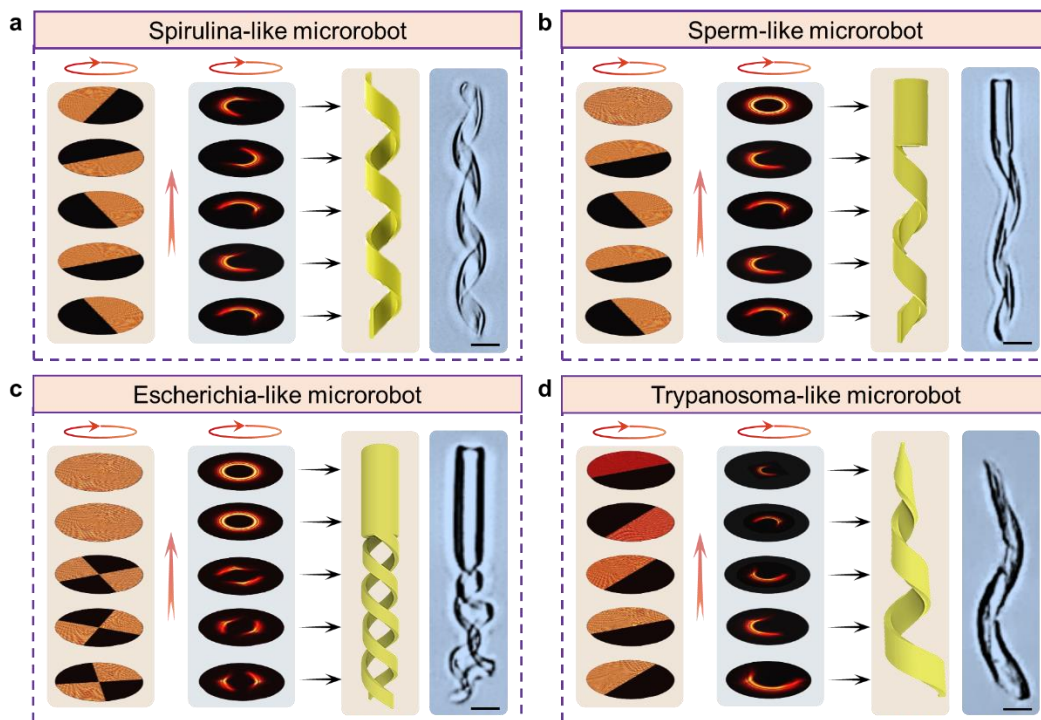 a
Spirulina-like microrobot
b
Sperm-like microrobot
c
Escherichia-like microrobot
d
Trypanosoma-like microrobot